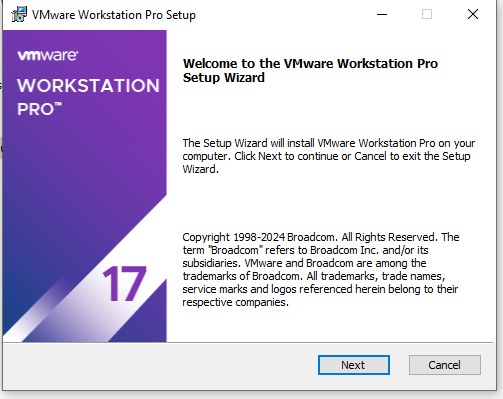 VMware Workstation Pro Setup
vmware®
WORKSTATION
PRO™
17
Welcome to the VMware Workstation Pro
Setup Wizard
The Setup Wizard will install VMware Workstation Pro on your
computer. Click Next to continue or Cancel to exit the Setup
Wizard.
Copyright 1998-2024 Broadcom. All Rights Reserved. The
term "Broadcom" refers to Broadcom Inc. and/or its
subsidiaries. VMware and Broadcom are among the
trademarks of Broadcom. All trademarks, trade names,
service marks and logos referenced herein belong to their
respective companies.
Next
Cancel